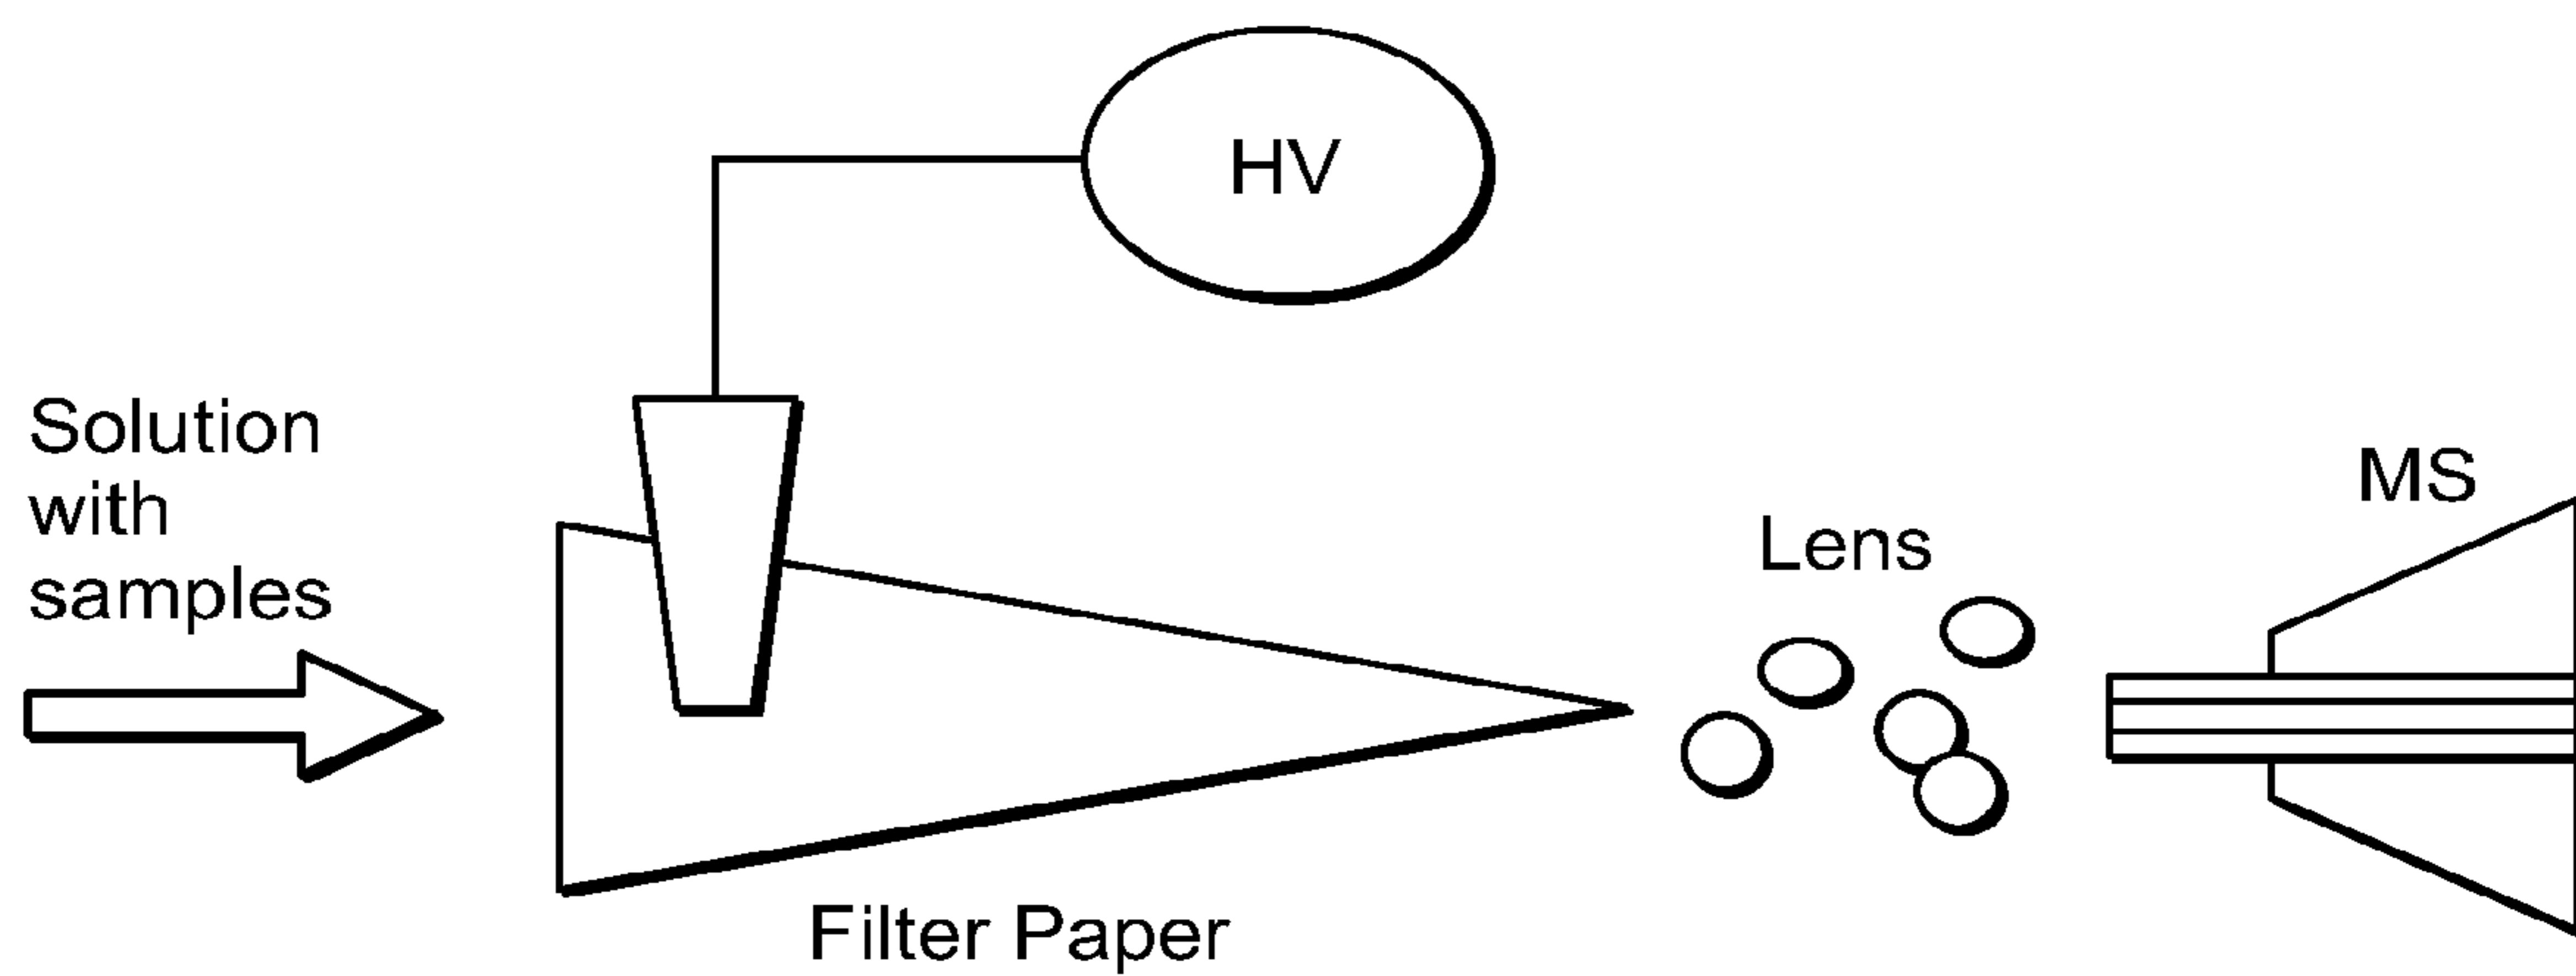 HV
Solution
with
samples
MS
Lens
Filter Paper